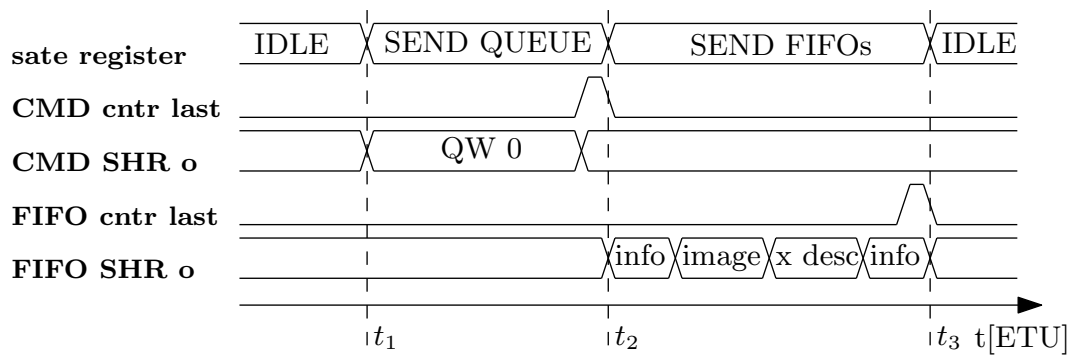 sate register IDLE SEND QUEUE SEND FIFOs IDLE
CMD cntr last
CMD SHR o QW 0
FIFO cntr last
FIFO SHR o info image x desc info
t1 t2 t3 t[ETU]